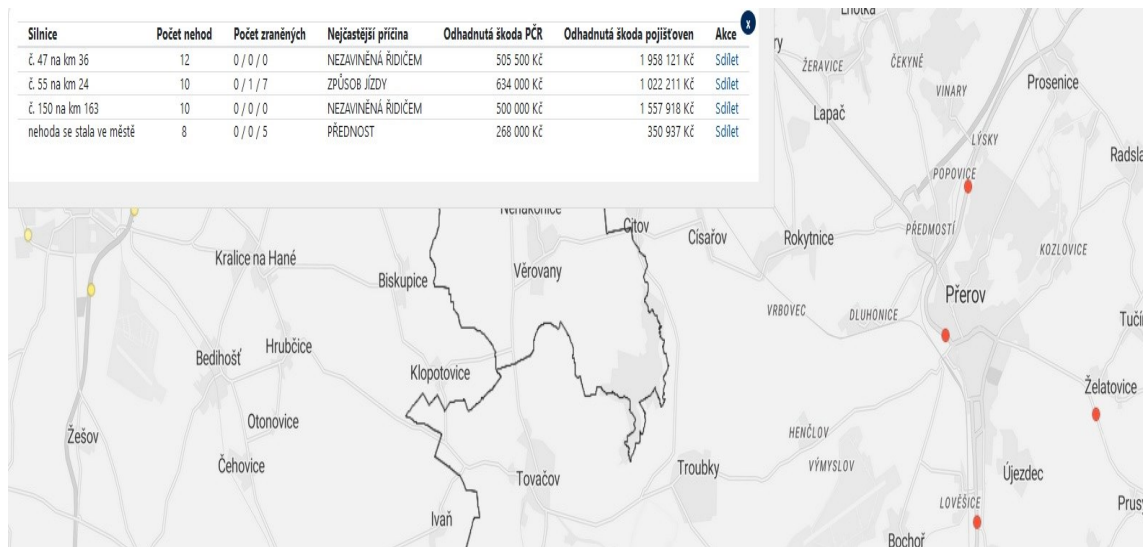 Silnice Počet nehod Počet zraněných Nejčastější příčina Odhadnutá škoda PČR Odhadnutá škoda pojišťoven Akce x
č. 47 na km 36 12 0 / 0 / 0 NEZAVINĚNÁ ŘIDIČEM 505 500 Kč 1 958 121 Kč Sdílet
č. 55 na km 24 10 0 / 1 / 7 ZPŮSOB JÍZDY 634 000 Kč 1 022 211 Kč Sdílet
č. 150 na km 163 10 0 / 0 / 0 NEZAVINĚNÁ ŘIDIČEM 500 000 Kč 1 557 918 Kč Sdílet
nehoda se stala ve městě 8 0 / 0 / 5 PŘEDNOST 268 000 Kč 350 937 Kč Sdílet
ŽERAVICE
ČEKYNĚ
VINARY
Prosenice
Lapač
LÝSKY
Radsla
POPOVICE
Citov
Císařov
Rokytnice
PŘEDMOSTÍ
KOZLOVICE
Kralice na Hané
Biskupice
Věrovany
VRBOVEC
DLUHONICE
Přerov
Tučí
Bedihošť
Hrubčice
Klopotovice
Želatovice
Otonovice
Žešov
HENČLOV
Čehovice
Tovačov
Troubky
VÝMYSLOV
Újezdec
LOVĚŠICE
Prusy
Ivaň
Bochoř